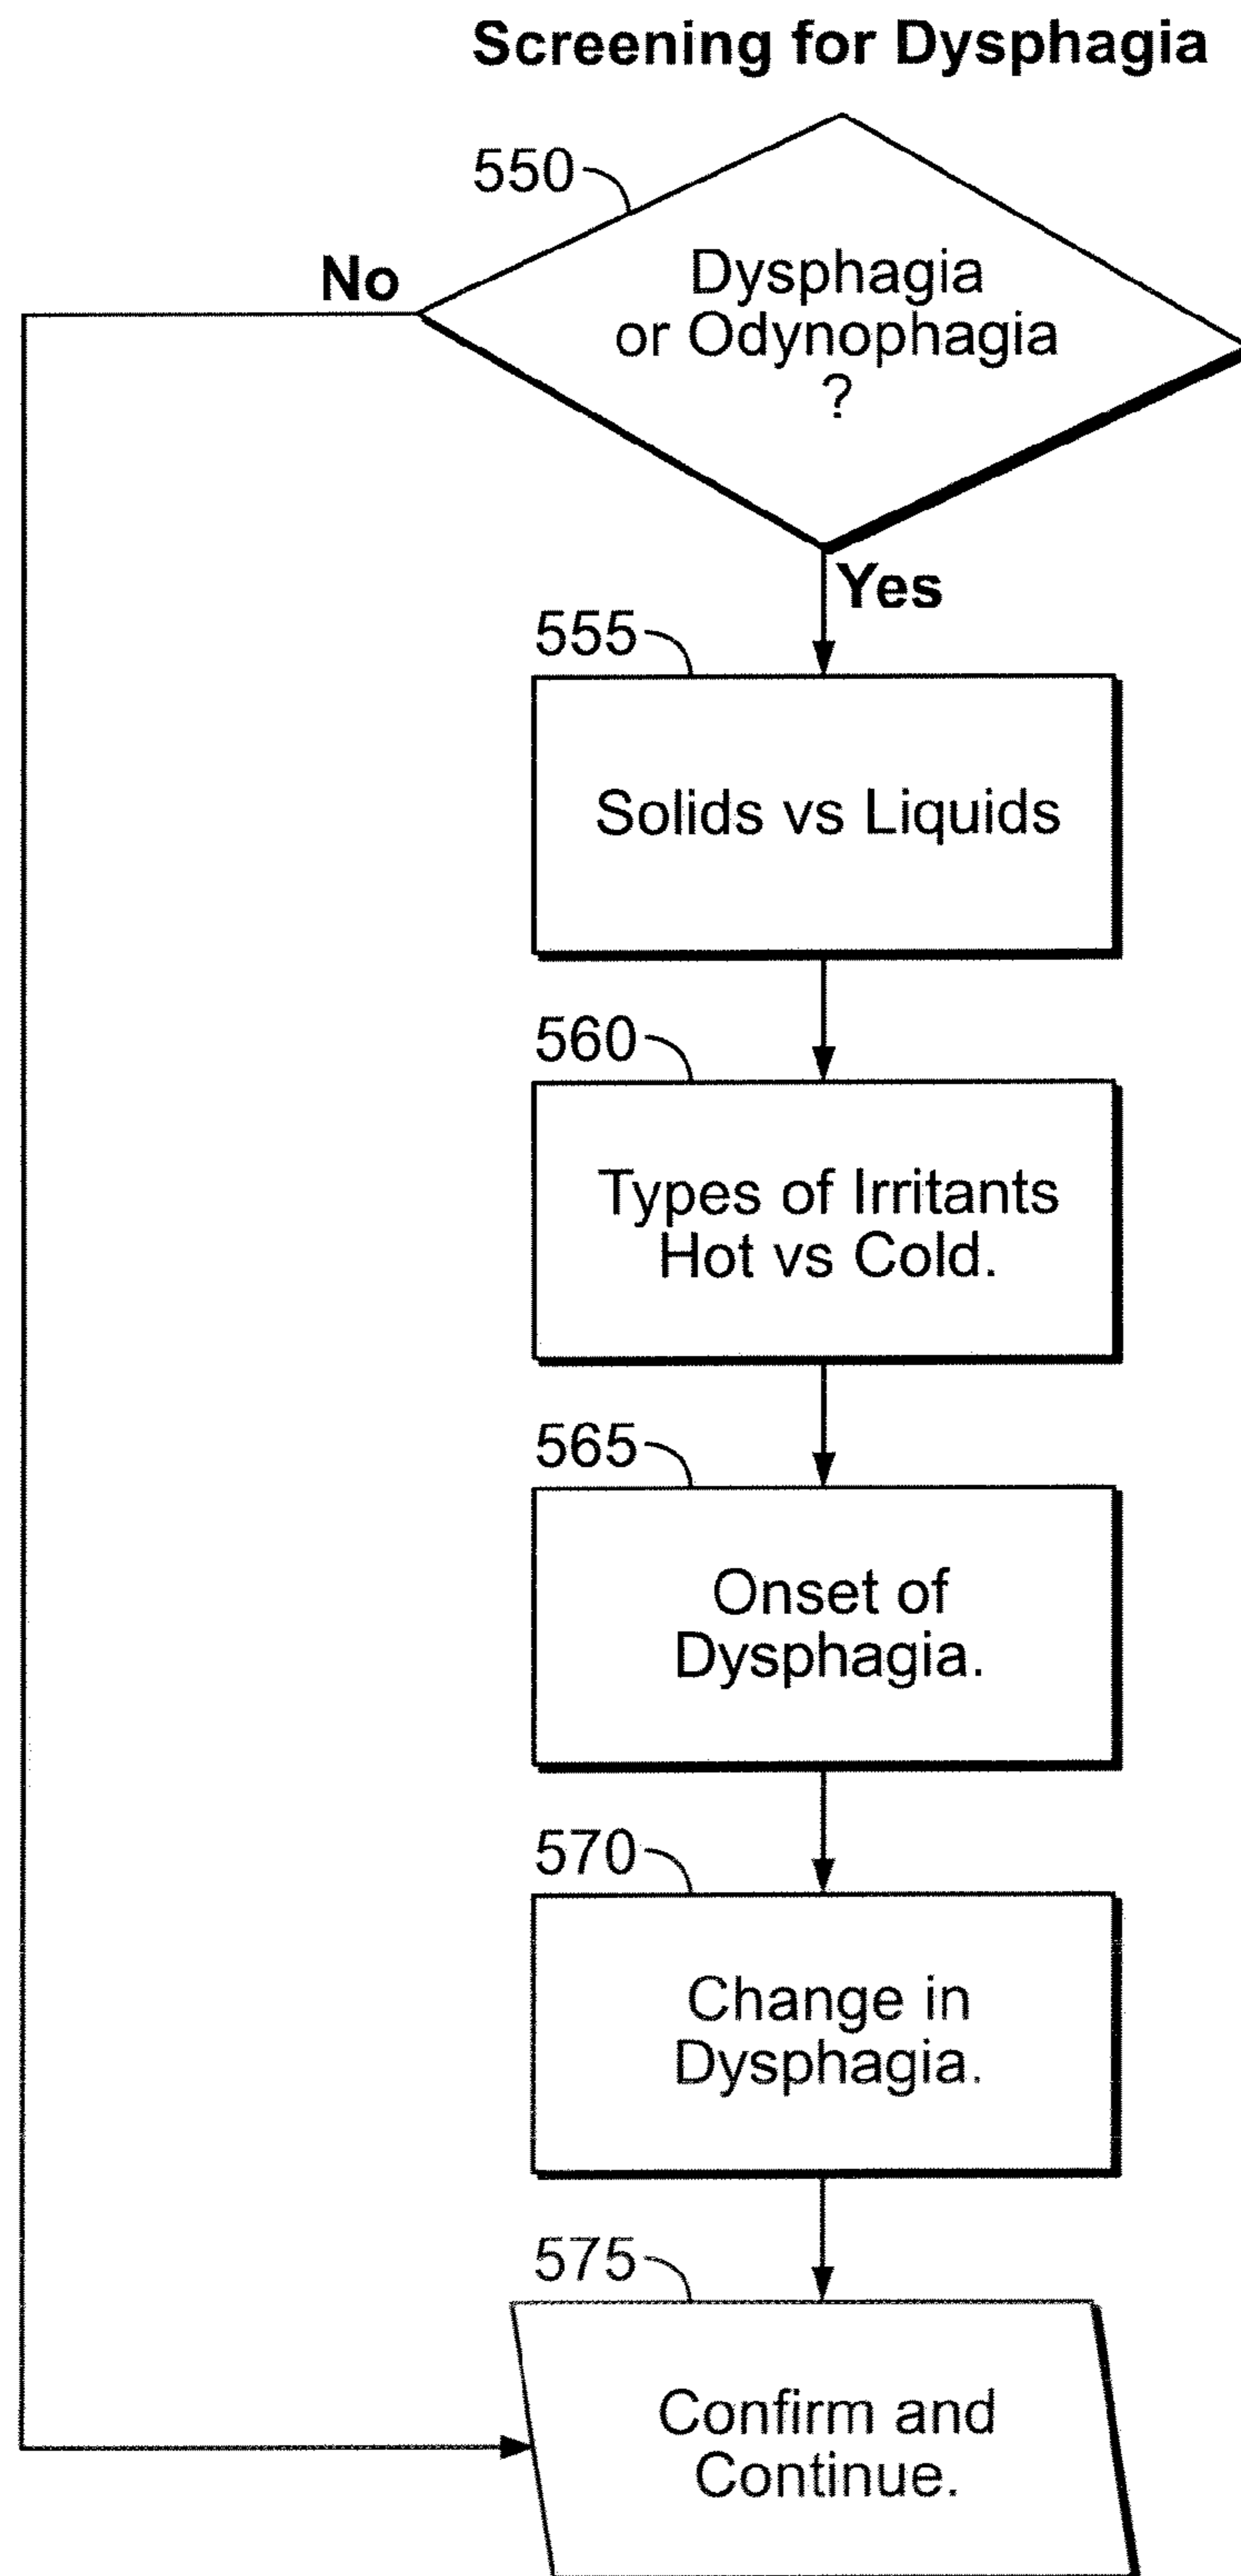 Screening for Dysphagia
550
No
Dysphagia
or Odynophagia
?
Yes
555
Solids vs Liquids
560
Types of Irritants
Hot vs Cold.
565
Onset of
Dysphagia.
570
Change in
Dysphagia.
575
Confirm and
Continue.